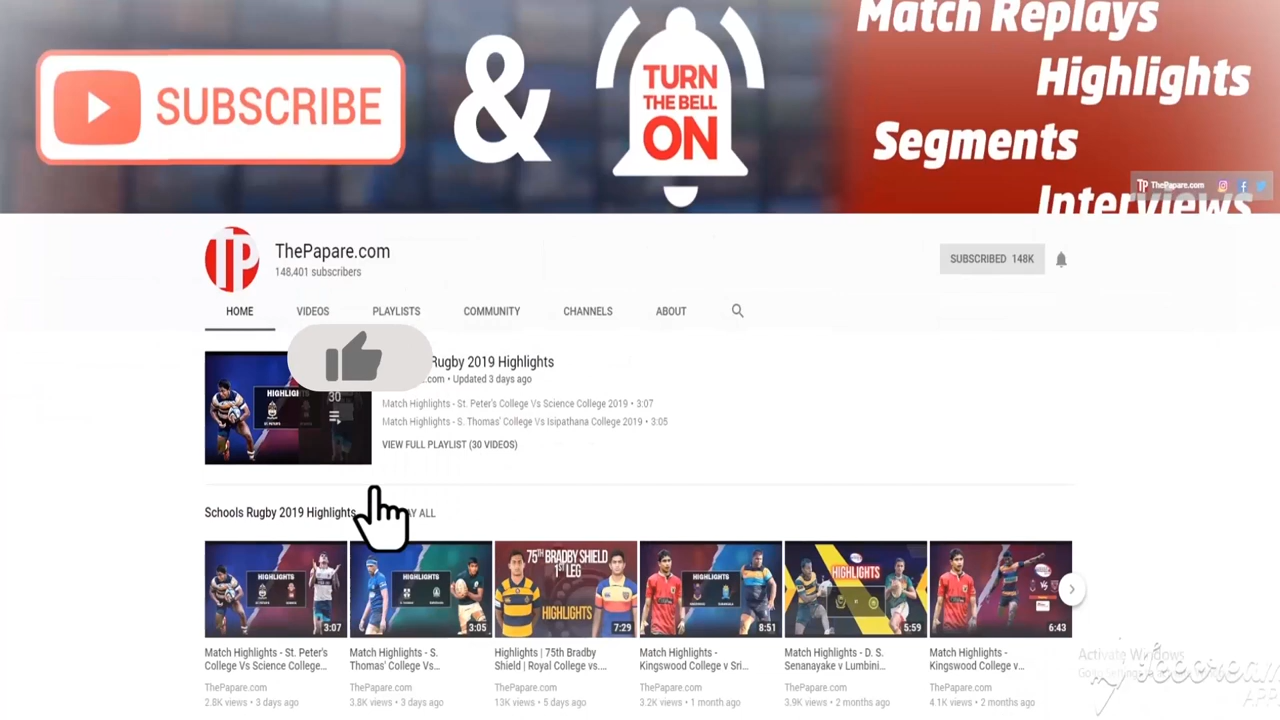 SUBSCRIBE
&
TURN
THE BELL
ON
Match Replays
Highlights
Segments
Interviews
TP ThePapare.com
TP
ThePapare.com
148,401 subscribers
SUBSCRIBED 148K
HOME VIDEOS PLAYLISTS COMMUNITY CHANNELS ABOUT
Rugby 2019 Highlights
.com • Updated 3 days ago
Match Highlights - St. Peter's College Vs Science College 2019 • 3:07
Match Highlights - S. Thomas' College Vs Isipathana College 2019 • 3:05
VIEW FULL PLAYLIST (30 VIDEOS)
HIGHLIG
30
Schools Rugby 2019 Highlights
AY ALL
HIGHLIGHTS
3:07
HIGHLIGHTS
3:05
75TH BRADBY SHIELD
1ST LEG
HIGHLIGHTS
7:29
HIGHLIGHTS
8:51
HIGHLIGHTS
5:59
6:43
Match Highlights - St. Peter's
College Vs Science College...
ThePapare.com
2.8K views • 3 days ago
Match Highlights - S.
Thomas' College Vs...
ThePapare.com
3.8K views • 3 days ago
Highlights | 75th Bradby
Shield | Royal College vs....
ThePapare.com
13K views • 5 days ago
Match Highlights -
Kingswood College v Sri...
ThePapare.com
3.2K views • 1 month ago
Match Highlights - D. S.
Senanayake v Lumbini...
ThePapare.com
3.9K views • 2 months ago
Match Highlights -
Kingswood College v...
ThePapare.com
4.1K views • 2 months ago
Activate Windows
Icecream
APP